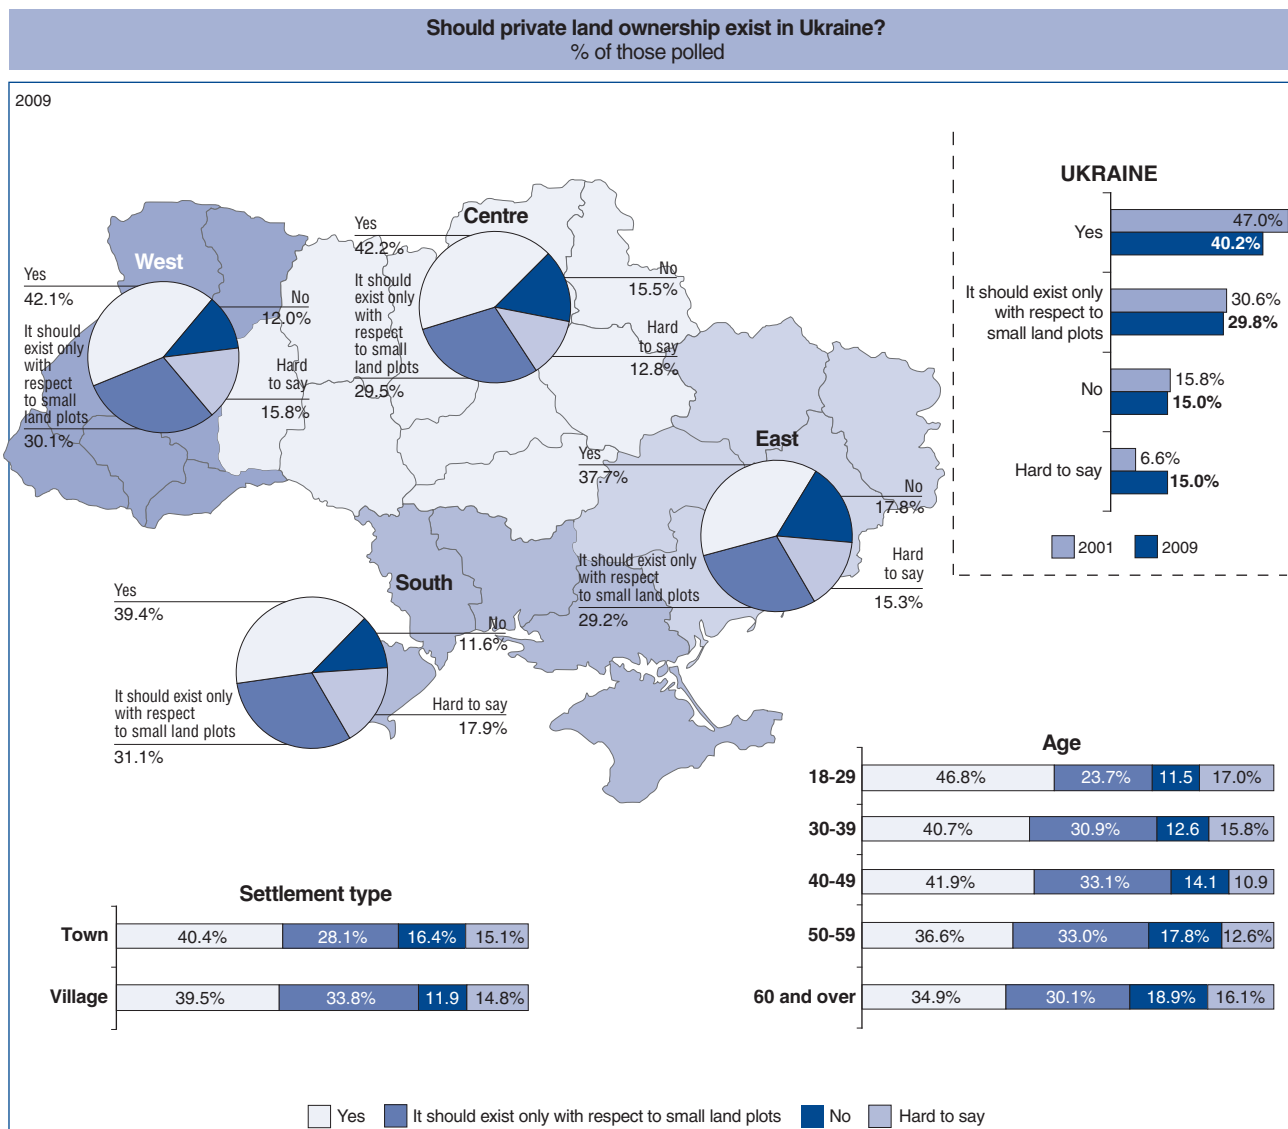 Should private land ownership exist in Ukraine?
% of those polled
2009
West
Yes
42.1%
No
12.0%
It should
exist only
with
respect
to small
land plots
30.1%
Hard
to say
15.8%
Centre
Yes
42.2%
No
15.5%
It should
exist only
with
respect
to small
land plots
29.5%
Hard
to say
12.8%
East
Yes
37.7%
No
17.8%
It should exist only
with respect
to small land plots
29.2%
Hard
to say
15.3%
South
Yes
39.4%
No
11.6%
It should exist only
with respect
to small land plots
31.1%
Hard to say
17.9%
UKRAINE
Yes
47.0%
40.2%
It should exist only
with respect to
small land plots
30.6%
29.8%
No
15.8%
15.0%
Hard to say
6.6%
15.0%
2001 2009
Settlement type
Town 40.4% 28.1% 16.4% 15.1%
Village 39.5% 33.8% 11.9 14.8%
Age
18-29 46.8% 23.7% 11.5 17.0%
30-39 40.7% 30.9% 12.6 15.8%
40-49 41.9% 33.1% 14.1 10.9
50-59 36.6% 33.0% 17.8% 12.6%
60 and over 34.9% 30.1% 18.9% 16.1%
Yes It should exist only with respect to small land plots No Hard to say